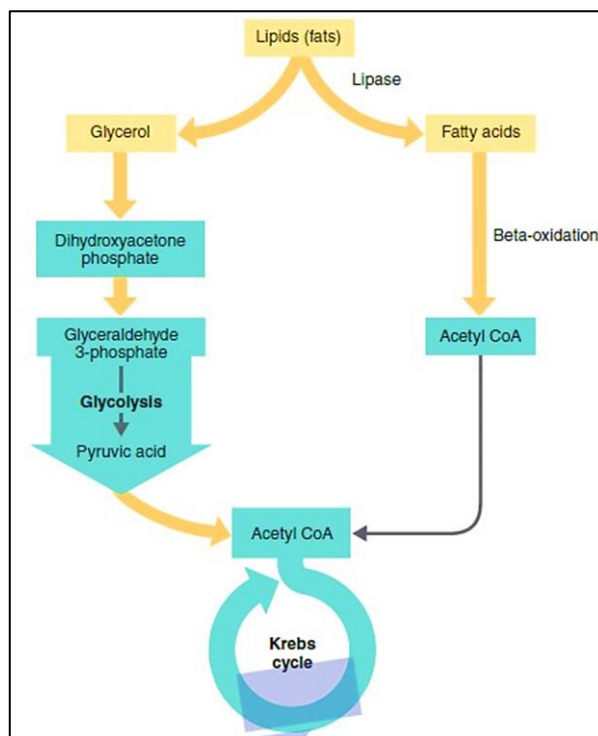 Lipids (fats)
Lipase
Glycerol
Fatty acids
Dihydroxyacetone
phosphate
Beta-oxidation
Glyceraldehyde
3-phosphate
Acetyl CoA
Glycolysis
Pyruvic acid
Acetyl CoA
Krebs
cycle